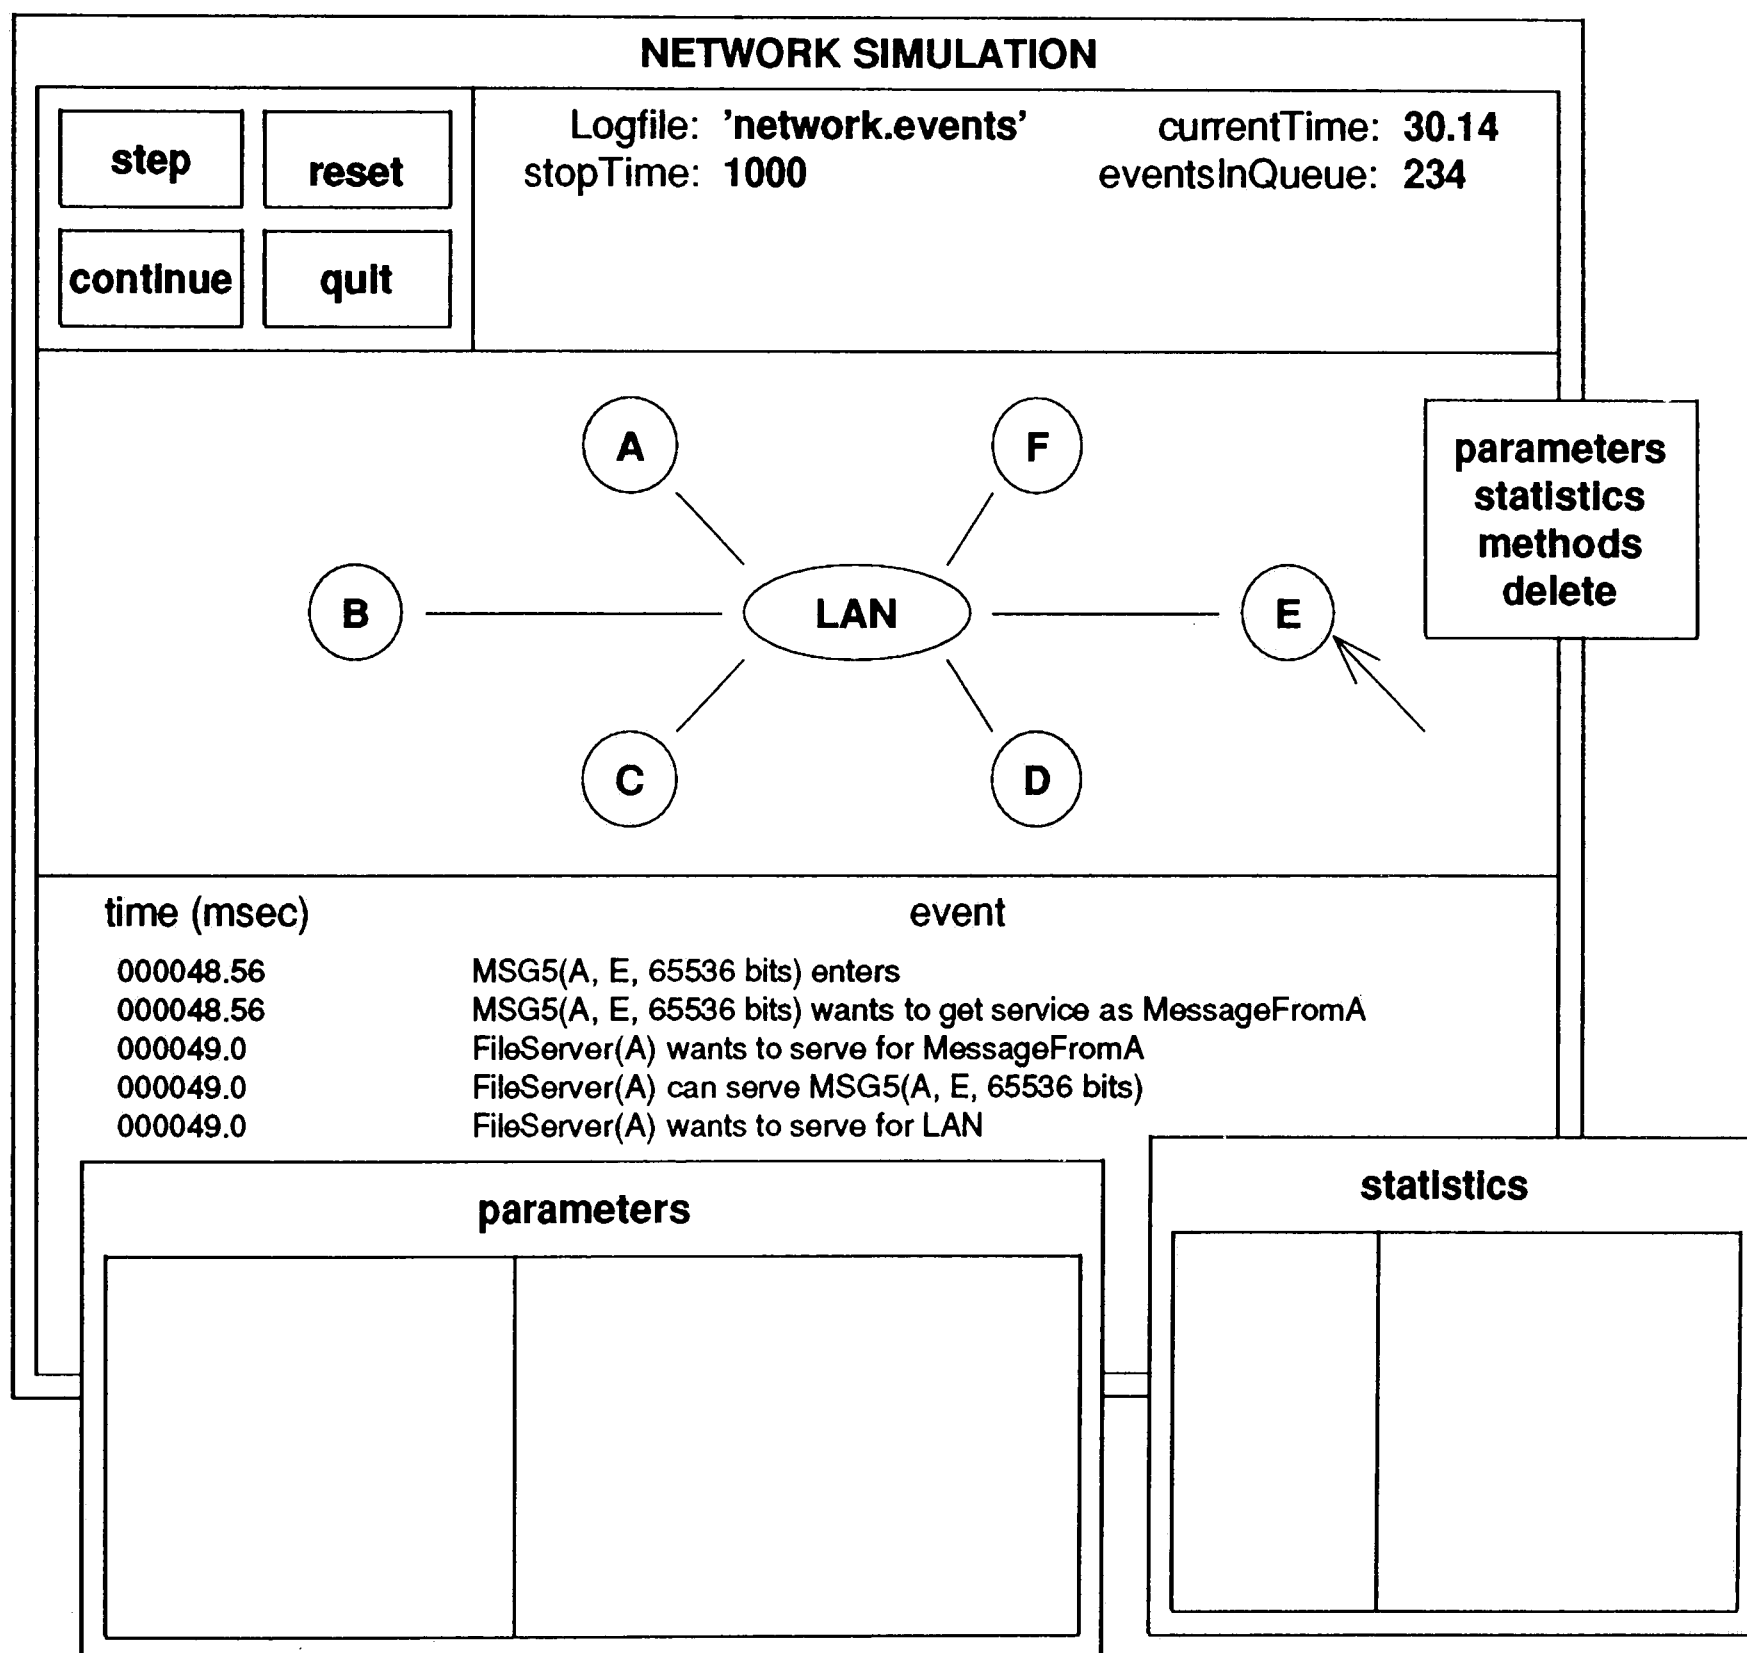 NETWORK SIMULATION
step
reset
continue
quit
Logfile: 'network.events'
currentTime: 30.14
stopTime: 1000
eventsInQueue: 234
A
F
parameters
statistics
methods
delete
B
LAN
E
C
D
time (msec) event
000048.56 MSG5(A, E, 65536 bits) enters
000048.56 MSG5(A, E, 65536 bits) wants to get service as MessageFromA
000049.0 FileServer(A) wants to serve for MessageFromA
000049.0 FileServer(A) can serve MSG5(A, E, 65536 bits)
000049.0 FileServer(A) wants to serve for LAN
parameters
statistics